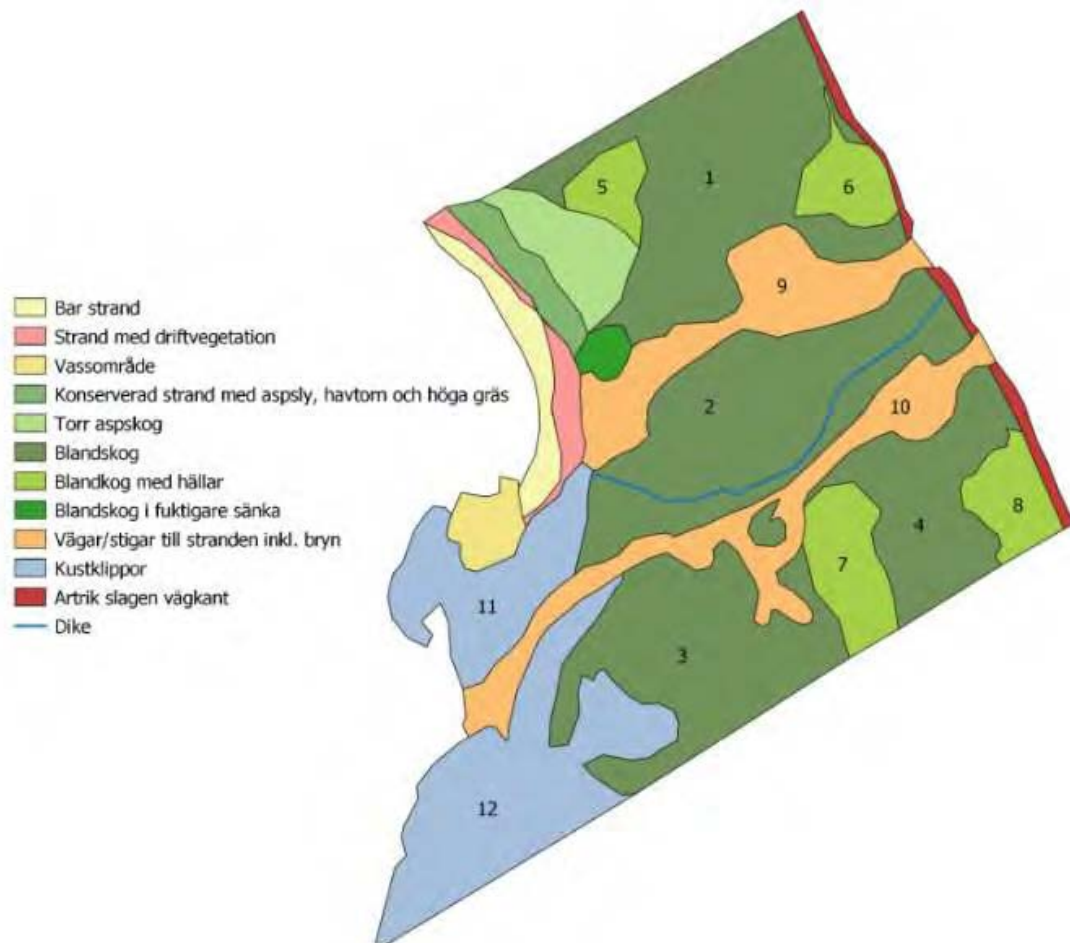 Bar strand
Strand med driftvegetation
Vassområde
Konserverad strand med aspsly, havtorn och höga gräs
Torr aspskog
Blandskog
Blandkog med hällar
Blandskog i fuktigare sänka
Vägar/stigar till stranden inkl. bryn
Kustklippor
Artrik slagen vägkant
Dike
1
5
6
9
2
10
8
4
7
11
3
12